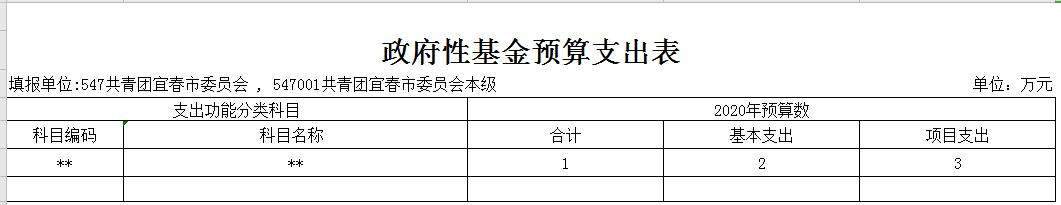 政府性基金预算支出表
填报单位:547共青团宜春市委员会 , 547001共青团宜春市委员会本级 单位: 万元
支出功能分类科目 2020年预算数
科目编码 科目名称 合计 基本支出 项目支出
** ** 1 2 3